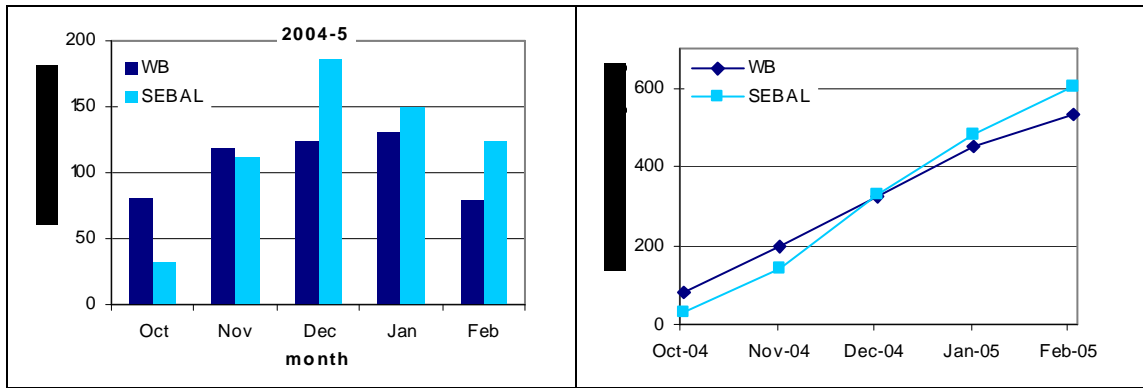 2004-5
200
150
100
50
0
WB
SEBAL
Oct Nov Dec Jan Feb
month
600
400
200
0
WB
SEBAL
Oct-04 Nov-04 Dec-04 Jan-05 Feb-05